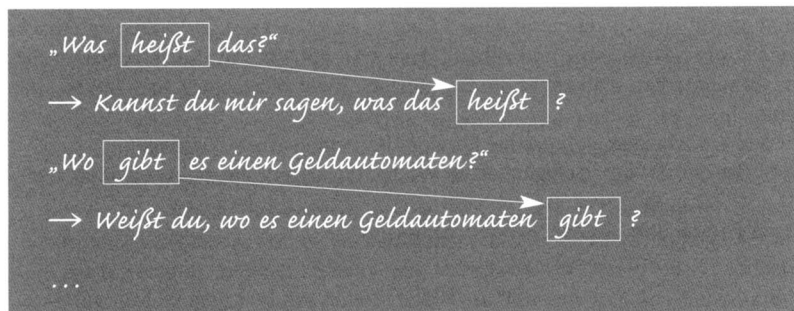 „Was heißt das?“
→ Kannst du mir sagen, was das heißt ?
„Wo gibt es einen Geldautomaten?“
→ Weißt du, wo es einen Geldautomaten gibt ?
...